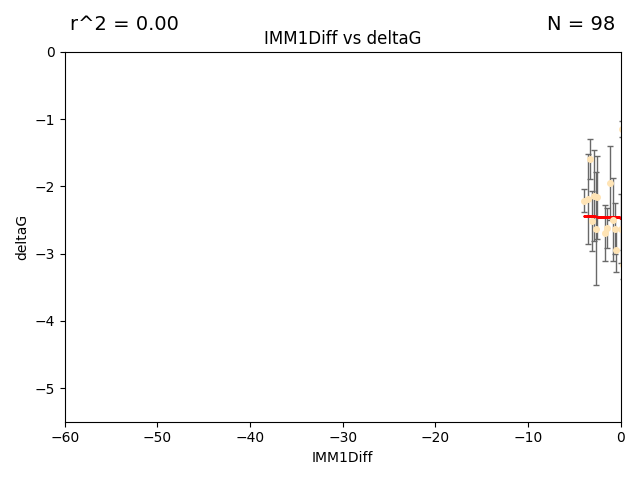 r^2 = 0.00
N = 98
IMM1Diff vs deltaG
deltaG
0
−1
−2
−3
−4
−5
−60
−50
−40
−30
−20
−10
0
IMM1Diff